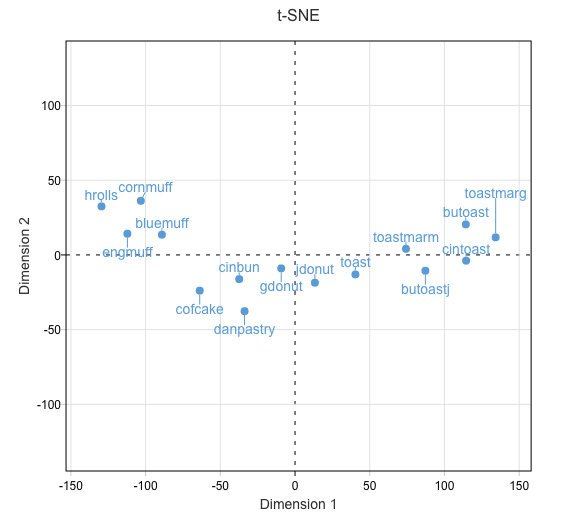 t-SNE
Dimension 2
100
50
0
-50
-100
toastmarg
cornmuff
hrolls
butoast
bluemuff
toastmarm
engmuff
cintoast
cinbun
jdonut
toast
gdonut
butoastj
cofcake
danpastry
-150
-100
-50
0
50
100
150
Dimension 1